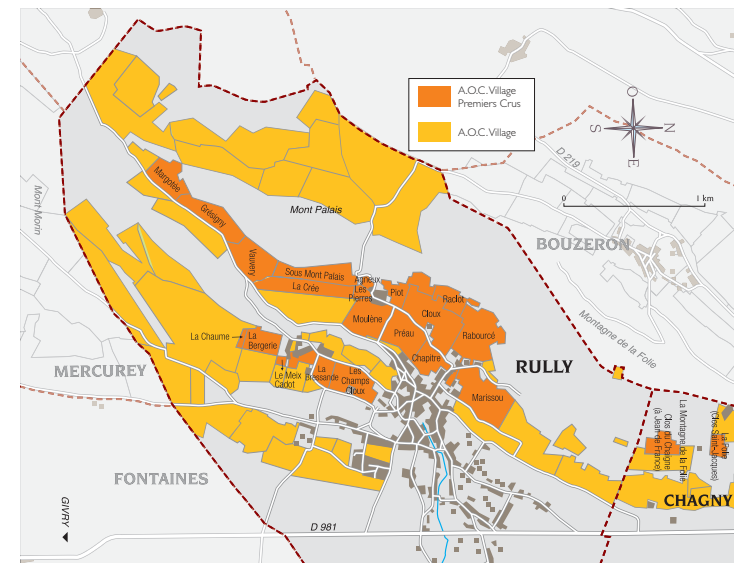 A.O.C.Village
Premiers Crus
A.O.C.Village
O
S
N
E
D 219
0
1 km
Mont Morin
Margotée
Grésigny
Mont Palais
BOUZERON
Vauvery
Sous Mont Palais
Agneux
La Crée
Les
Pierres
Piot
Raclot
Cloux
Moulène
Préau
Rabourcé
Montagne de la Folie
La Chaume
La
Bergerie
Chapitre
RULLY
MERCUREY
Le Meix
Cadot
La
Bressande
Les
Champs
Cloux
Marissou
La Montagne de la Folie
Clos du Chaigne
(à Jean de France)
La Folie
(Clos Saint-Jacques)
FONTAINES
CHAGNY
GIVRY
D 981